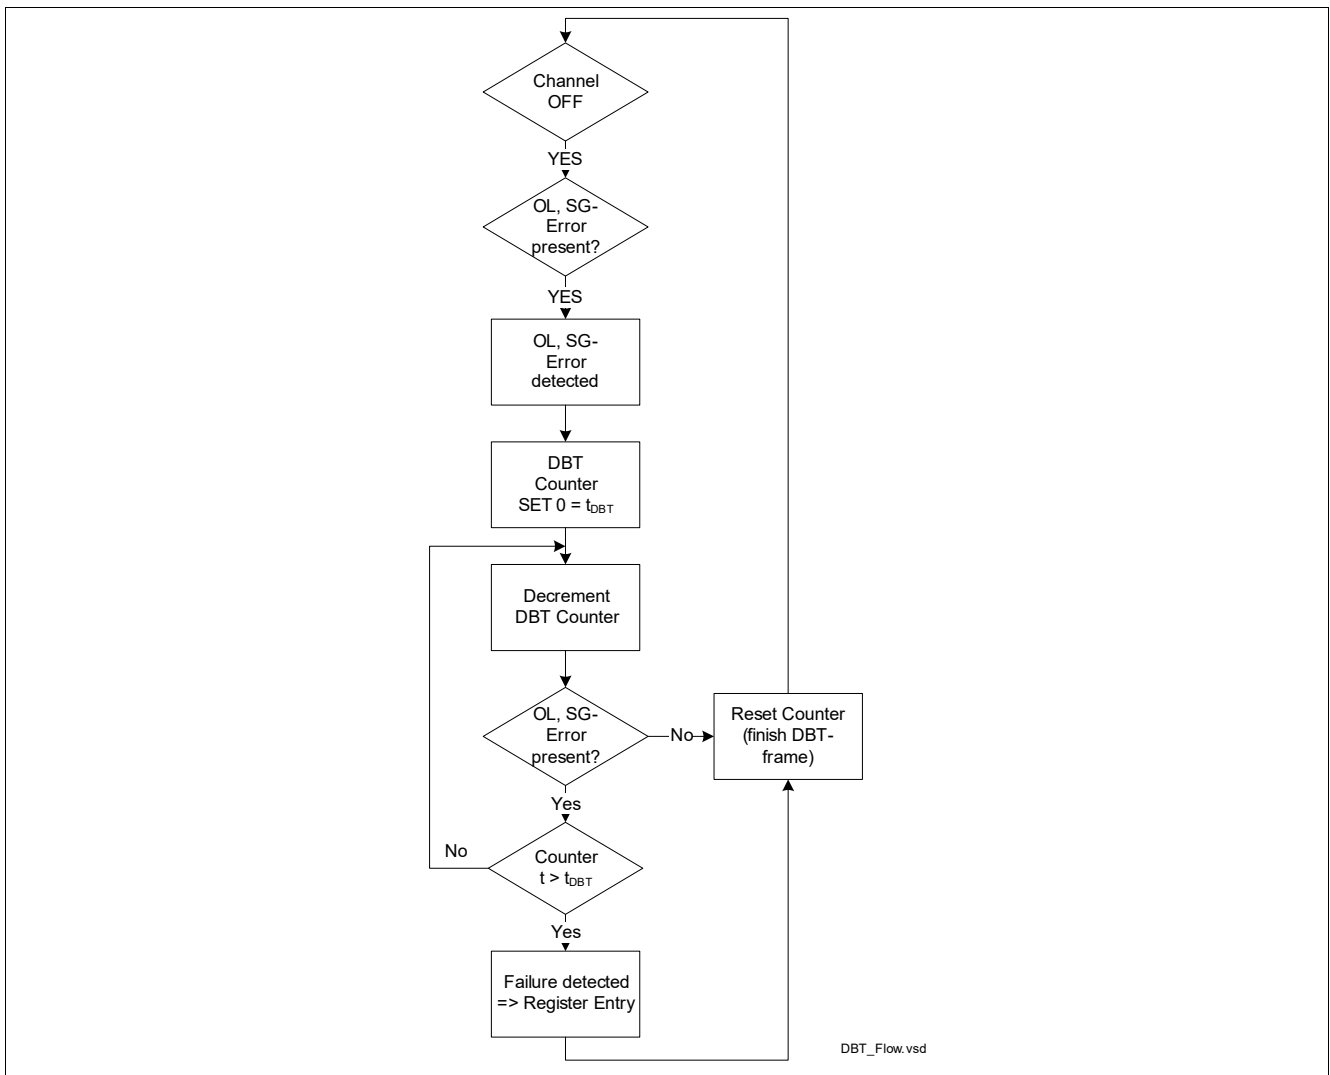 Channel
OFF
YES
OL, SG-
Error
present?
YES
OL, SG-
Error
detected
DBT
Counter
SET 0 = tDBT
Decrement
DBT Counter
OL, SG-
Error
present?
No
Reset Counter
(finish DBT-
frame)
Yes
No
Counter
t > tDBT
Yes
Failure detected
=> Register Entry
DBT_Flow.vsd